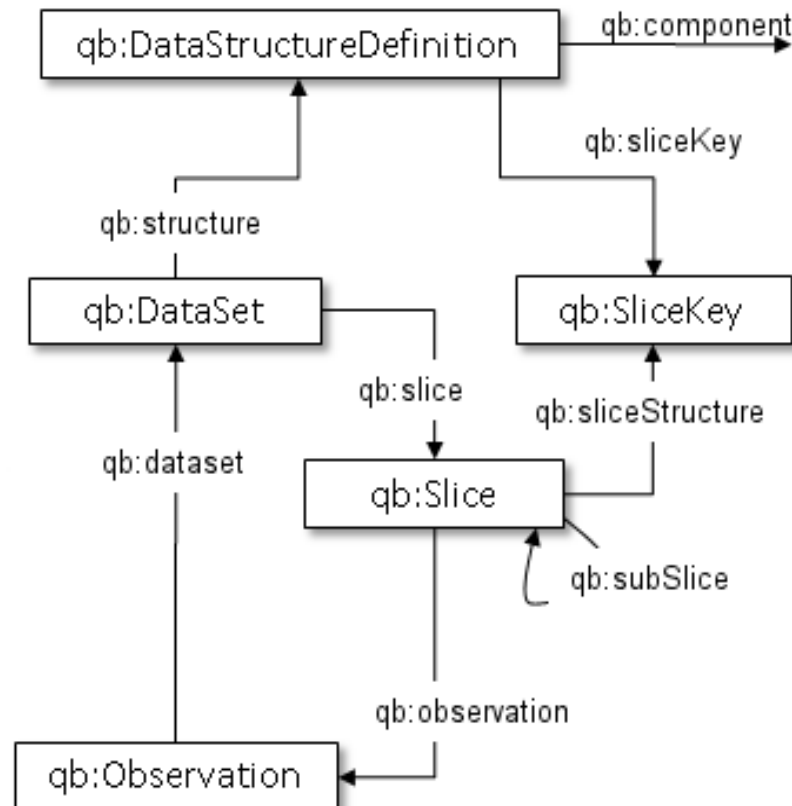 qb:component
qb:DataStructureDefinition
qb:sliceKey
qb:structure
qb:DataSet
qb:SliceKey
qb:slice
qb:sliceStructure
qb:dataset
qb:Slice
qb:subSlice
qb:observation
qb:Observation